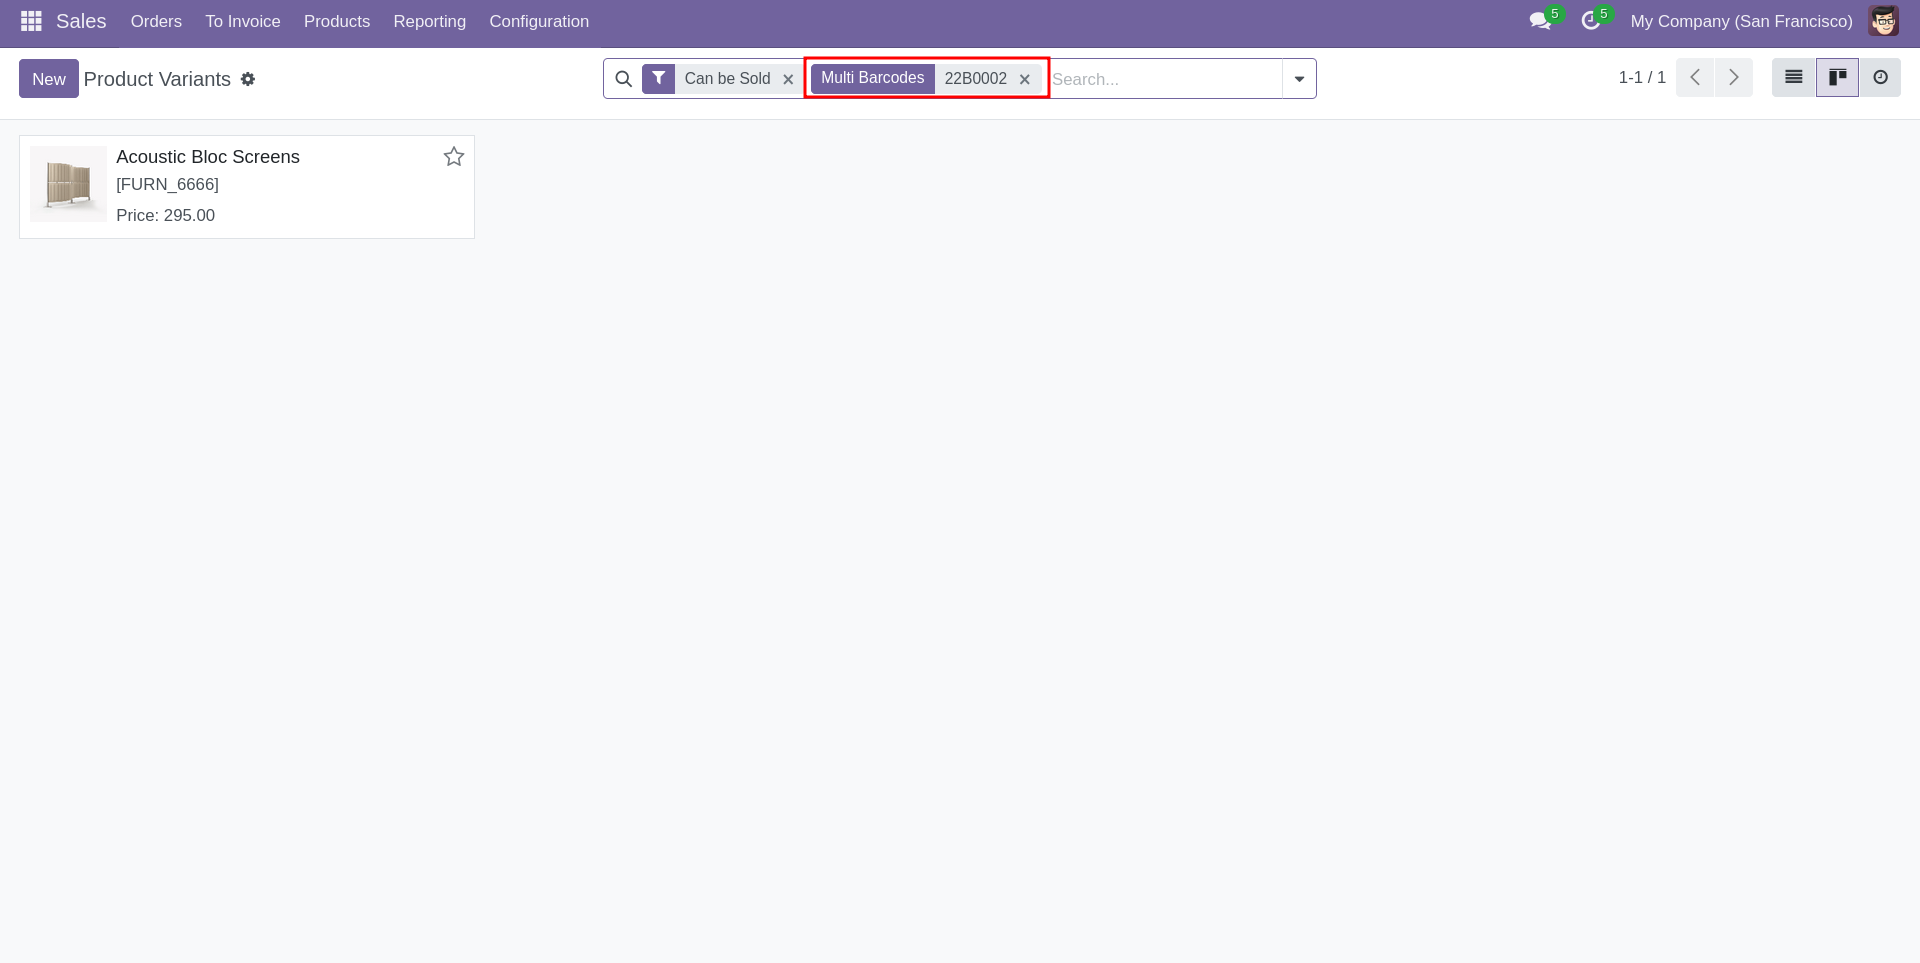 Sales Orders To Invoice Products Reporting Configuration 5 5 My Company (San Francisco)
New Product Variants Can be Sold Multi Barcodes 22B0002 Search... 1-1 / 1
Acoustic Bloc Screens
[FURN_6666]
Price: 295.00